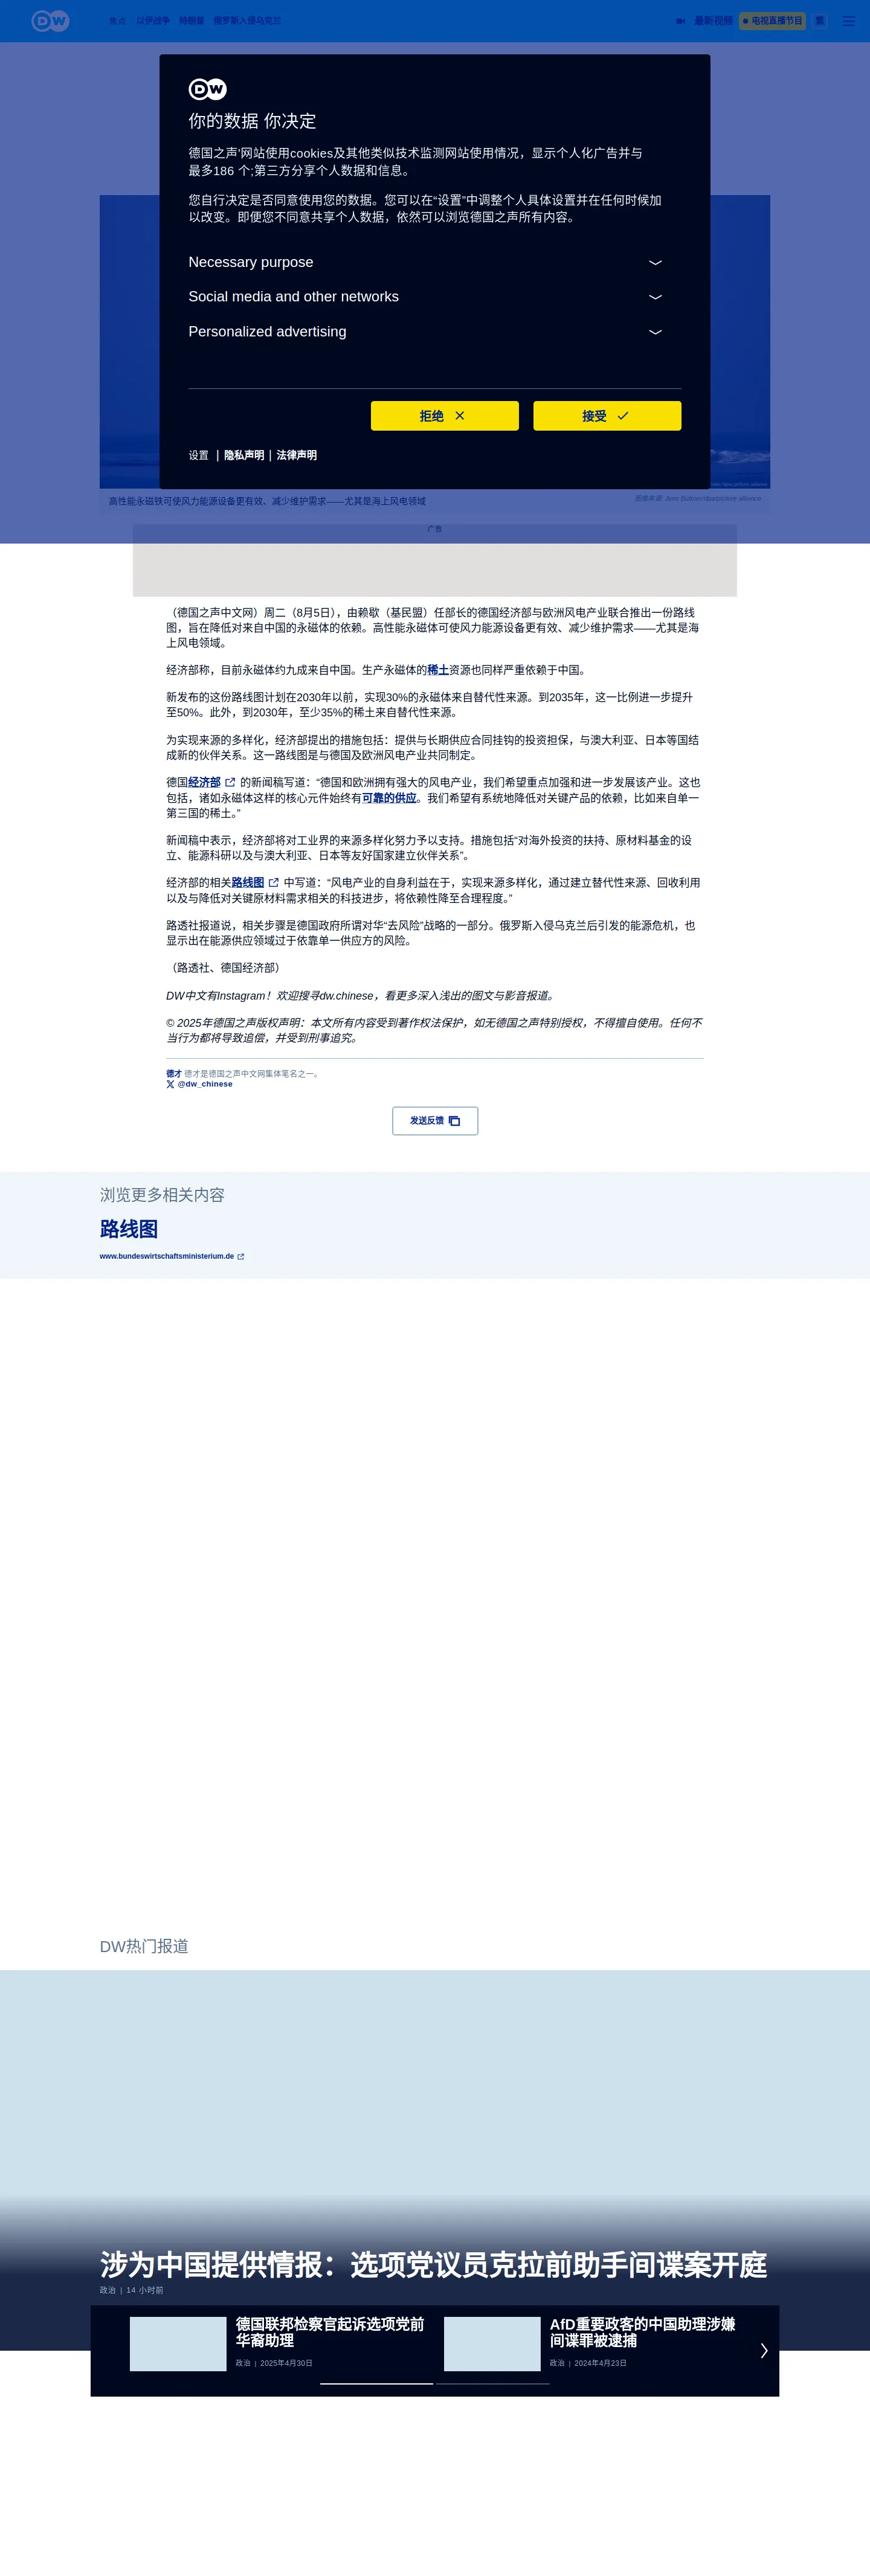 DW
焦点 以伊战争 特朗普 俄罗斯入侵乌克兰
最新视频 电视直播节目 繁
DW
你的数据 你决定
德国之声'网站使用cookies及其他类似技术监测网站使用情况，显示个人化广告并与
最多186 个;第三方分享个人数据和信息。
您自行决定是否同意使用您的数据。您可以在“设置”中调整个人具体设置并在任何时候加
以改变。即便您不同意共享个人数据，依然可以浏览德国之声所有内容。
Necessary purpose
Social media and other networks
Personalized advertising
拒绝 接受
设置 | 隐私声明 | 法律声明
高性能永磁铁可使风力能源设备更有效、减少维护需求——尤其是海上风电领域
图像来源: Jens Büttner/dpa/picture alliance
广告
（德国之声中文网）周二（8月5日），由赖歇（基民盟）任部长的德国经济部与欧洲风电产业联合推出一份路线
图，旨在降低对来自中国的永磁体的依赖。高性能永磁体可使风力能源设备更有效、减少维护需求——尤其是海
上风电领域。
经济部称，目前永磁体约九成来自中国。生产永磁体的稀土资源也同样严重依赖于中国。
新发布的这份路线图计划在2030年以前，实现30%的永磁体来自替代性来源。到2035年，这一比例进一步提升
至50%。此外，到2030年，至少35%的稀土来自替代性来源。
为实现来源的多样化，经济部提出的措施包括：提供与长期供应合同挂钩的投资担保，与澳大利亚、日本等国结
成新的伙伴关系。这一路线图是与德国及欧洲风电产业共同制定。
德国经济部 的新闻稿写道：“德国和欧洲拥有强大的风电产业，我们希望重点加强和进一步发展该产业。这也
包括，诸如永磁体这样的核心元件始终有可靠的供应。我们希望有系统地降低对关键产品的依赖，比如来自单一
第三国的稀土。”
新闻稿中表示，经济部将对工业界的来源多样化努力予以支持。措施包括“对海外投资的扶持、原材料基金的设
立、能源科研以及与澳大利亚、日本等友好国家建立伙伴关系”。
经济部的相关路线图 中写道：“风电产业的自身利益在于，实现来源多样化，通过建立替代性来源、回收利用
以及与降低对关键原材料需求相关的科技进步，将依赖性降至合理程度。”
路透社报道说，相关步骤是德国政府所谓对华“去风险”战略的一部分。俄罗斯入侵乌克兰后引发的能源危机，也
显示出在能源供应领域过于依靠单一供应方的风险。
（路透社、德国经济部）
DW中文有Instagram！欢迎搜寻dw.chinese，看更多深入浅出的图文与影音报道。
© 2025年德国之声版权声明：本文所有内容受到著作权法保护，如无德国之声特别授权，不得擅自使用。任何不
当行为都将导致追偿，并受到刑事追究。
德才 德才是德国之声中文网集体笔名之一。
@dw_chinese
发送反馈
浏览更多相关内容
路线图
www.bundeswirtschaftsministerium.de
DW热门报道
涉为中国提供情报：选项党议员克拉前助手间谍案开庭
政治 | 14 小时前
德国联邦检察官起诉选项党前
华裔助理
政治 | 2025年4月30日
AfD重要政客的中国助理涉嫌
间谍罪被逮捕
政治 | 2024年4月23日